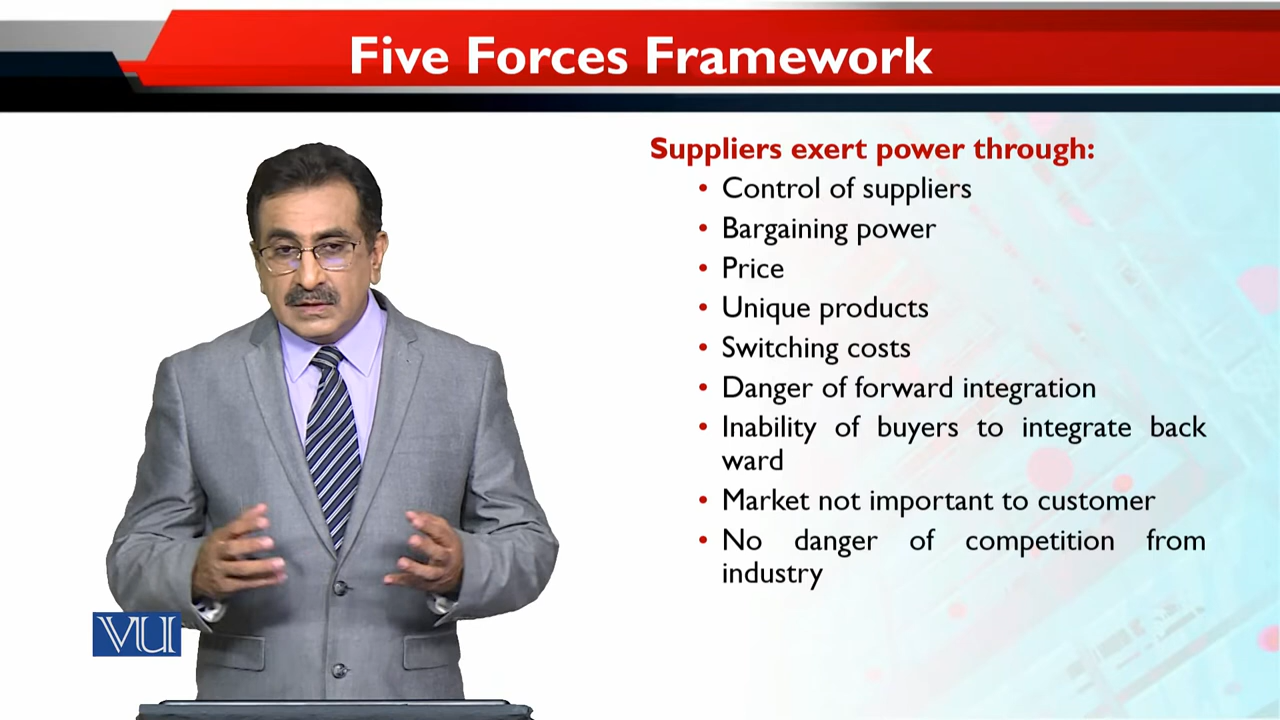 Five Forces Framework
Suppliers exert power through:
• Control of suppliers
• Bargaining power
• Price
• Unique products
• Switching costs
• Danger of forward integration
• Inability of buyers to integrate back
ward
• Market not important to customer
• No danger of competition from
industry
VU